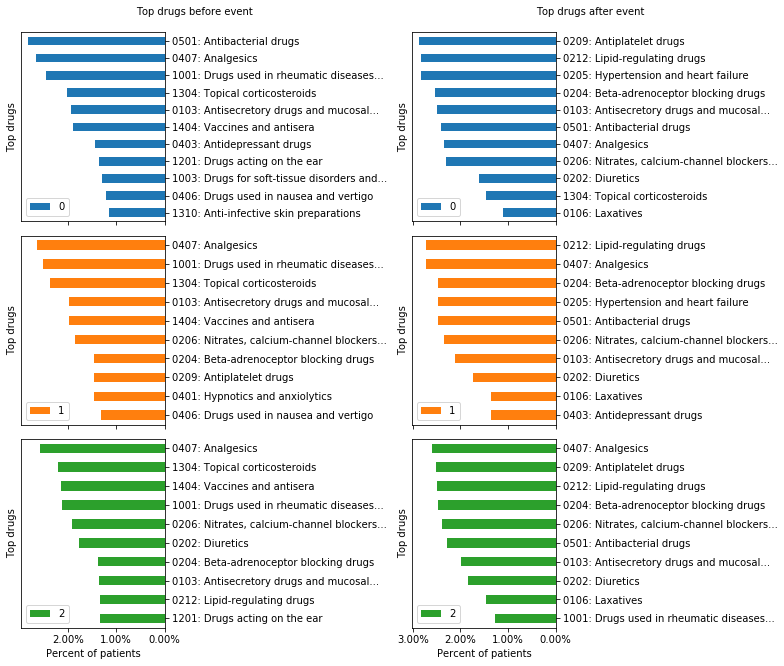 Top drugs before event
Top drugs
0501: Antibacterial drugs
0407: Analgesics
1001: Drugs used in rheumatic diseases...
1304: Topical corticosteroids
0103: Antisecretory drugs and mucosal...
1404: Vaccines and antisera
0403: Antidepressant drugs
1201: Drugs acting on the ear
1003: Drugs for soft-tissue disorders and...
0406: Drugs used in nausea and vertigo
1310: Anti-infective skin preparations
0
Top drugs after event
Top drugs
0209: Antiplatelet drugs
0212: Lipid-regulating drugs
0205: Hypertension and heart failure
0204: Beta-adrenoceptor blocking drugs
0103: Antisecretory drugs and mucosal...
0501: Antibacterial drugs
0407: Analgesics
0206: Nitrates, calcium-channel blockers...
0202: Diuretics
1304: Topical corticosteroids
0106: Laxatives
0
Top drugs
0407: Analgesics
1001: Drugs used in rheumatic diseases...
1304: Topical corticosteroids
0103: Antisecretory drugs and mucosal...
1404: Vaccines and antisera
0206: Nitrates, calcium-channel blockers...
0204: Beta-adrenoceptor blocking drugs
0209: Antiplatelet drugs
0401: Hypnotics and anxiolytics
0406: Drugs used in nausea and vertigo
1
Top drugs
0212: Lipid-regulating drugs
0407: Analgesics
0204: Beta-adrenoceptor blocking drugs
0205: Hypertension and heart failure
0501: Antibacterial drugs
0206: Nitrates, calcium-channel blockers...
0103: Antisecretory drugs and mucosal...
0202: Diuretics
0106: Laxatives
0403: Antidepressant drugs
1
Top drugs
0407: Analgesics
1304: Topical corticosteroids
1404: Vaccines and antisera
1001: Drugs used in rheumatic diseases...
0206: Nitrates, calcium-channel blockers...
0202: Diuretics
0204: Beta-adrenoceptor blocking drugs
0103: Antisecretory drugs and mucosal...
0212: Lipid-regulating drugs
1201: Drugs acting on the ear
2
2.00% 1.00% 0.00%
Percent of patients
Top drugs
0407: Analgesics
0209: Antiplatelet drugs
0212: Lipid-regulating drugs
0204: Beta-adrenoceptor blocking drugs
0206: Nitrates, calcium-channel blockers...
0501: Antibacterial drugs
0103: Antisecretory drugs and mucosal...
0202: Diuretics
0106: Laxatives
1001: Drugs used in rheumatic diseases...
2
3.00% 2.00% 1.00% 0.00%
Percent of patients